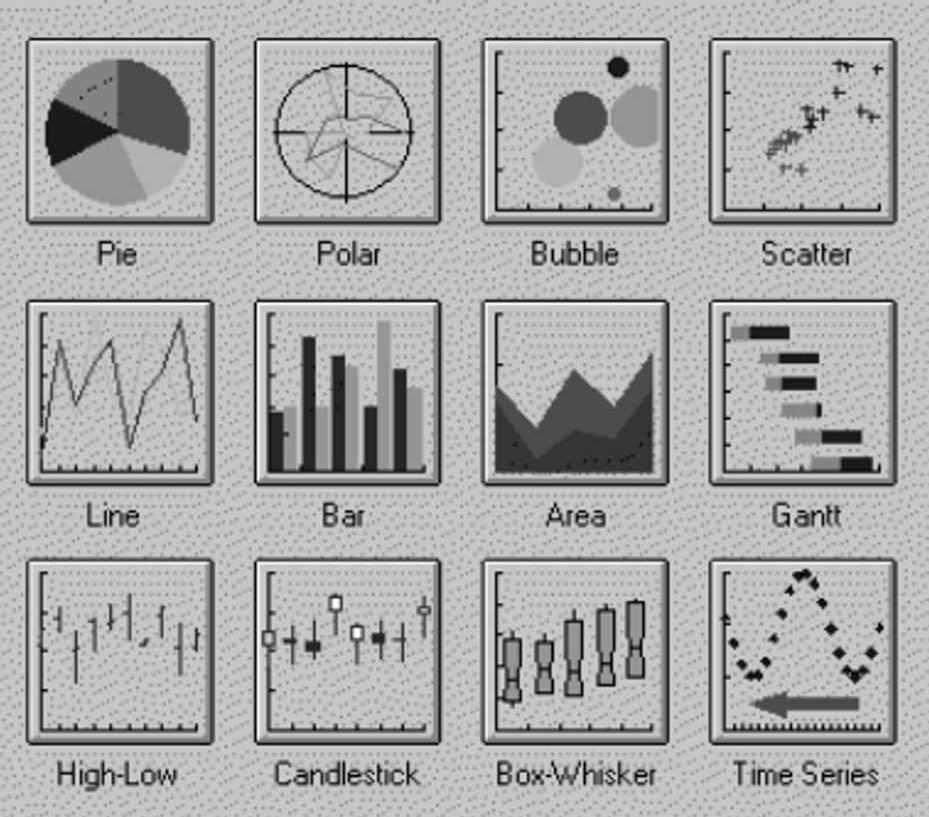 Pie
Polar
Bubble
Scatter
Line
Bar
Area
Gantt
High-Low
Candlestick
Box-Whisker
Time Series